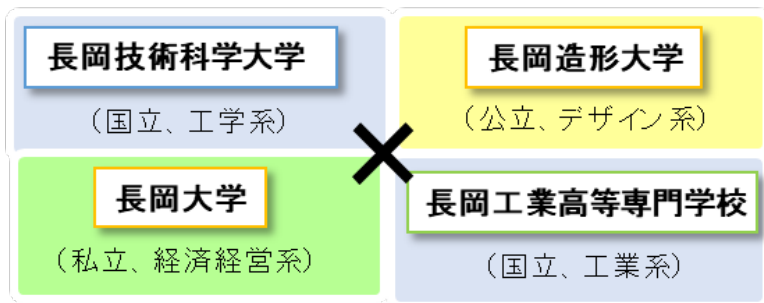 長岡技術科学大学
(国立、工学系)
長岡造形大学
(公立、デザイン系)
長岡大学
(私立、経済経営系)
長岡工業高等専門学校
(国立、工業系)